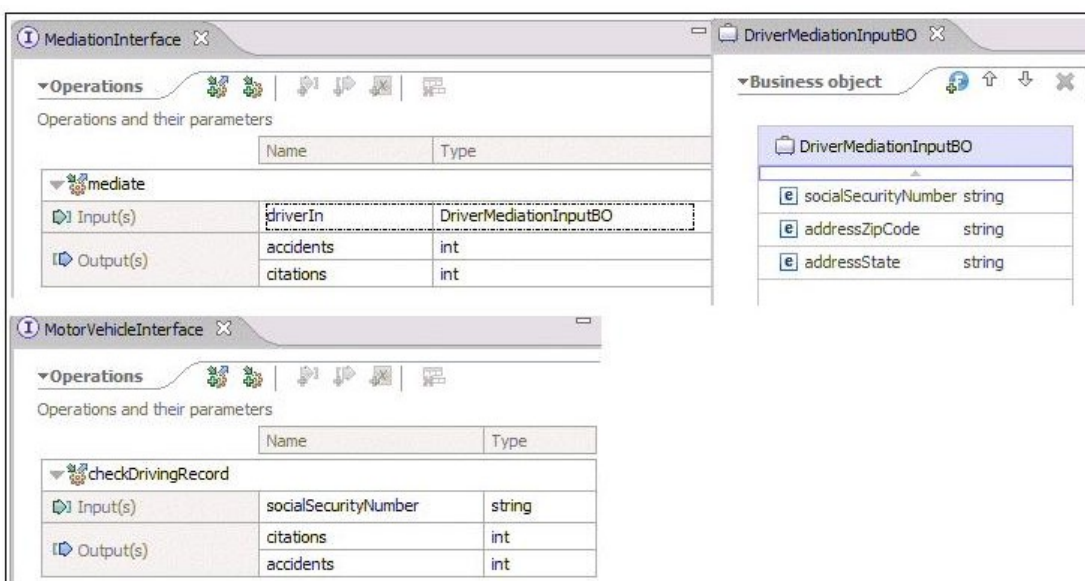 MediationInterface
Operations
Operations and their parameters
Name Type
mediate
Input(s) driverIn DriverMediationInputBO
Output(s) accidents int
citations int
DriverMediationInputBO
Business object
DriverMediationInputBO
e socialSecurityNumber string
e addressZipCode string
e addressState string
MotorVehicleInterface
Operations
Operations and their parameters
Name Type
checkDrivingRecord
Input(s) socialSecurityNumber string
Output(s) citations int
accidents int